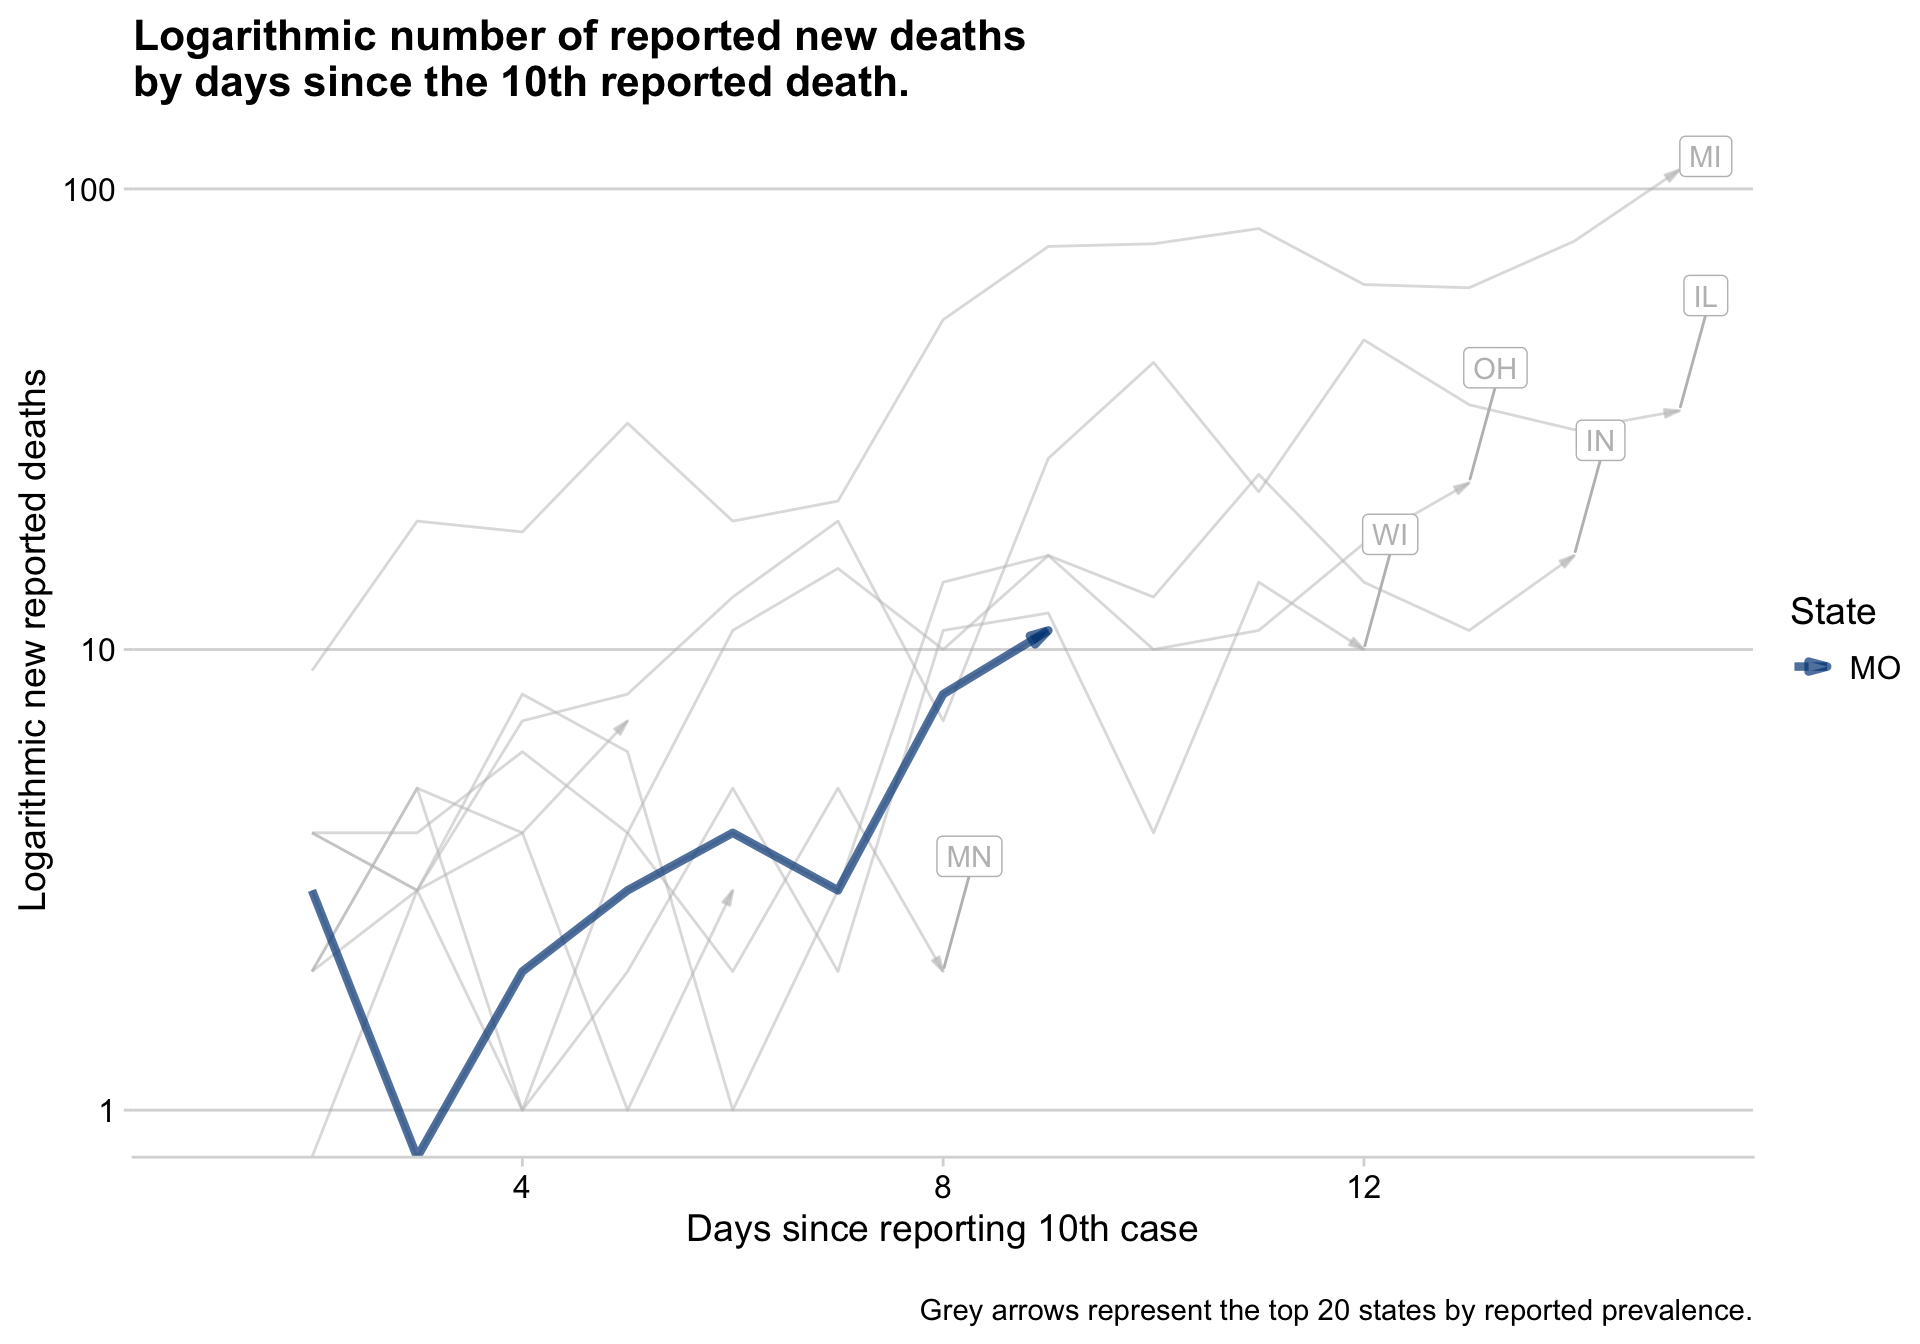 Logarithmic number of reported new deaths
by days since the 10th reported death.
Logarithmic new reported deaths
100
10
1
MI
IL
OH
IN
WI
MN
State
MO
4
8
12
Days since reporting 10th case
Grey arrows represent the top 20 states by reported prevalence.